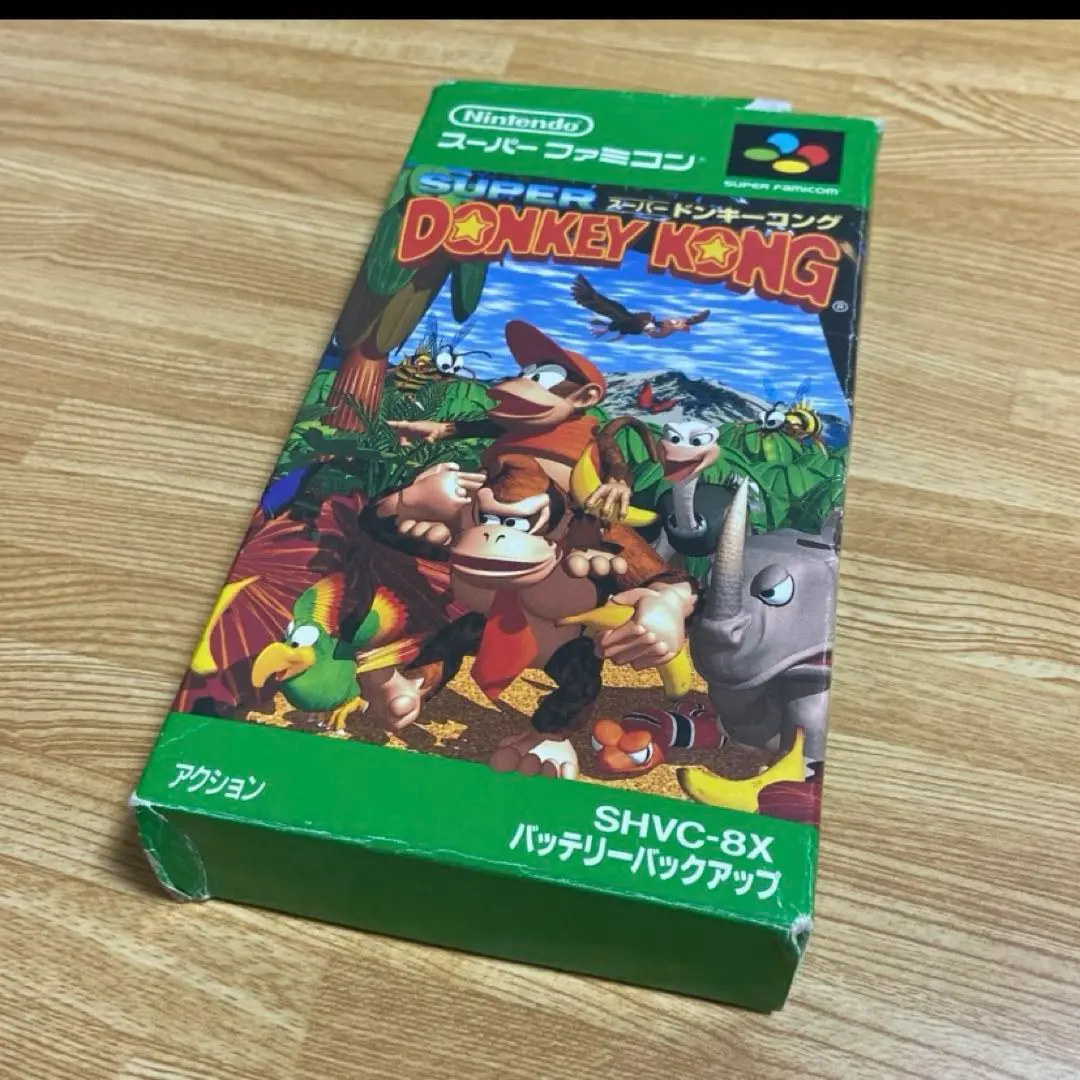 Nintendo
スーパーファミコン
SUPER FAMICOM
SUPER
スーパードンキーコング
DONKEY KONG
®
アクション
SHVC-8X
バッテリーバックアップ